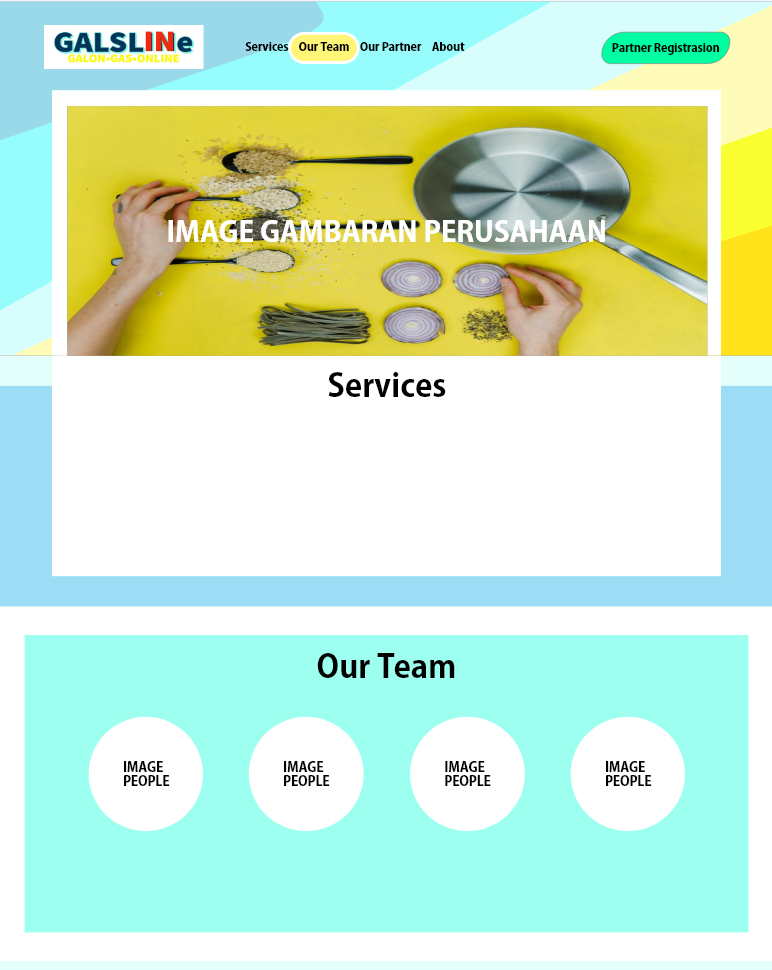 GALSLINe
GALON•GAS•ONLINE
Services
Our Team
Our Partner
About
Partner Registrasion
IMAGE GAMBARAN PERUSAHAAN
Services
Our Team
IMAGE
PEOPLE
IMAGE
PEOPLE
IMAGE
PEOPLE
IMAGE
PEOPLE